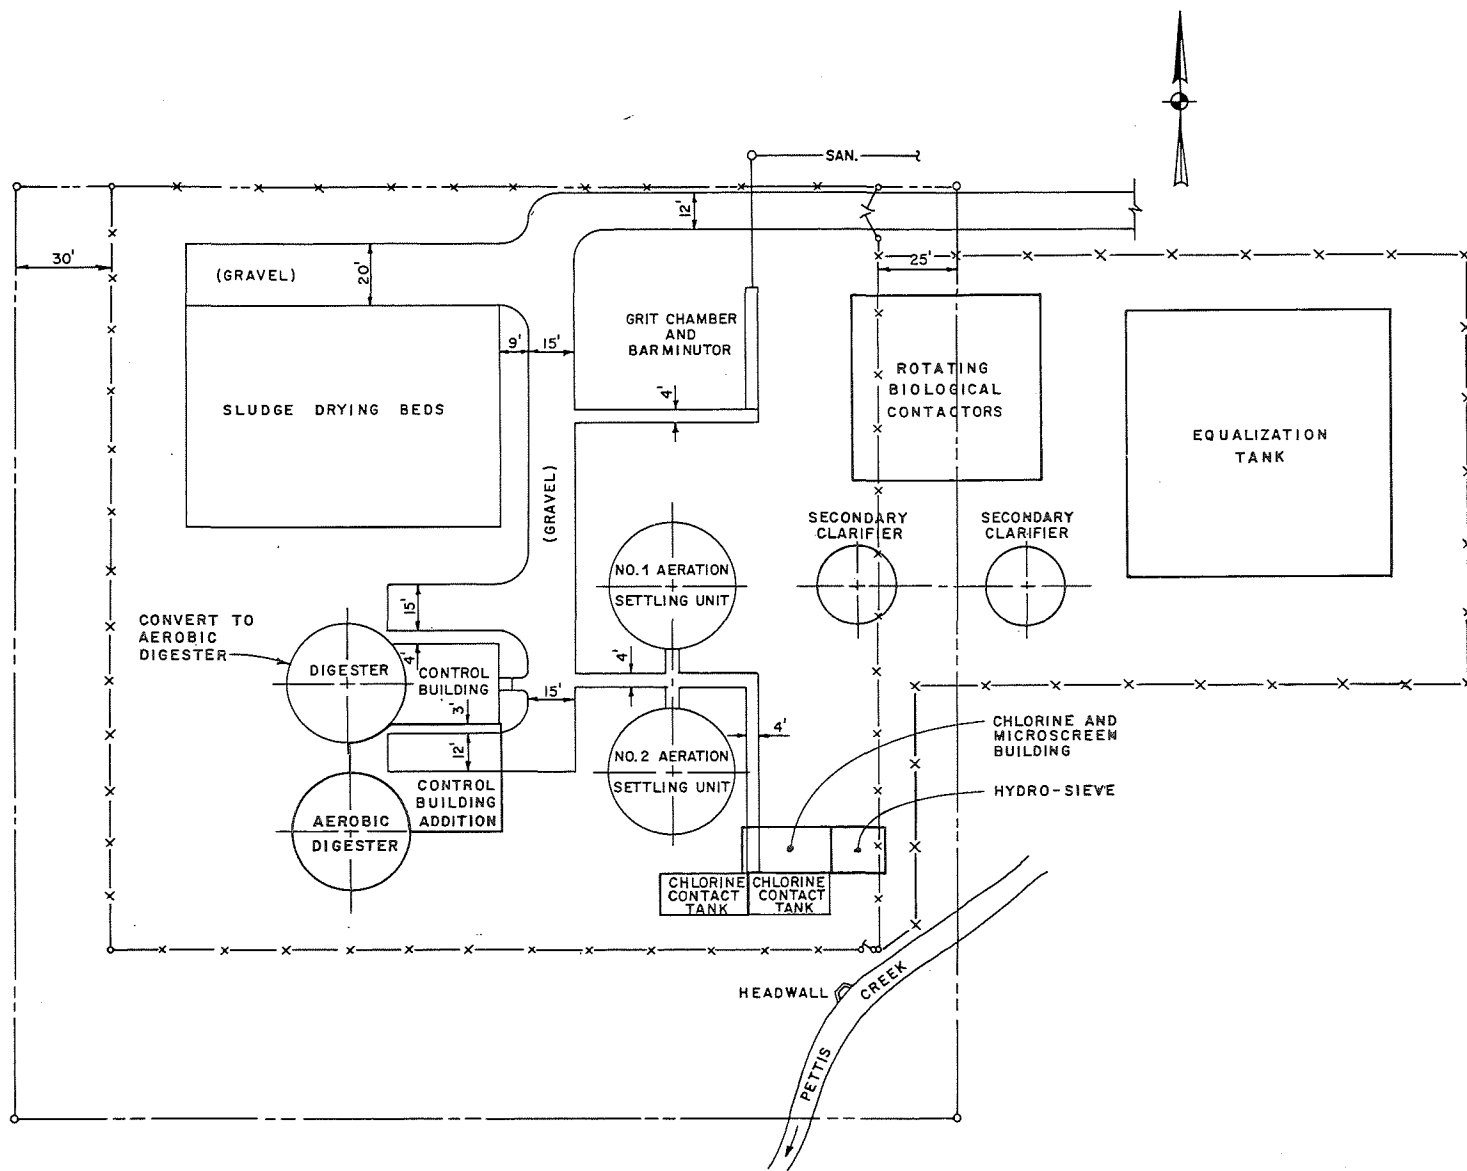 SAN.
12'
30'
(GRAVEL)
20'
25'
GRIT CHAMBER
AND
BARMINUTOR
9'
15'
4'
ROTATING
BIOLOGICAL
CONTACTORS
SLUDGE DRYING BEDS
EQUALIZATION
TANK
(GRAVEL)
SECONDARY
CLARIFIER
SECONDARY
CLARIFIER
NO.1 AERATION
SETTLING UNIT
15'
CONVERT TO
AEROBIC
DIGESTER
DIGESTER
4'
CONTROL
BUILDING
15'
4'
3'
12'
4'
CHLORINE AND
MICROSCREEN
BUILDING
NO.2 AERATION
SETTLING UNIT
CONTROL
BUILDING
ADDITION
HYDRO-SIEVE
AEROBIC
DIGESTER
CHLORINE
CONTACT
TANK
CHLORINE
CONTACT
TANK
HEADWALL
PETTIS CREEK